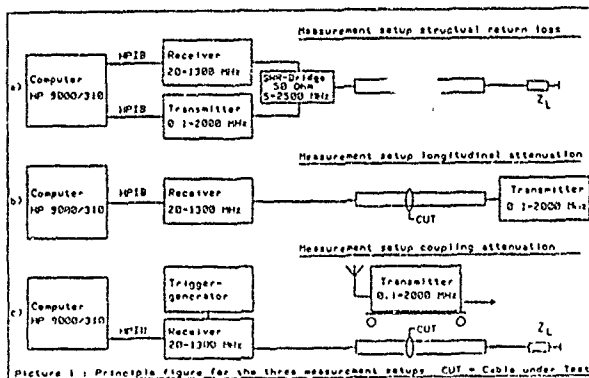 Measurement setup structual return loss
a)
Computer
HP 9000/310
HPIB
HPIB
Receiver
20-1300 MHz
Transmitter
0.1-2000 MHz
SWR-Bridge
50 Ohm
5-2500 MHz
ZL
Measurement setup longitudinal attenuation
b)
Computer
HP 9000/310
HPIB
Receiver
20-1300 MHz
CUT
Transmitter
0.1-2000 MHz
Measurement setup coupling attenuation
c)
Computer
HP 9000/310
HPIB
Trigger-
generator
Receiver
20-1300 MHz
Transmitter
0.1-2000 MHz
CUT
ZL
Picture 1 : Principle figure for the three measurement setups CUT = Cable under Test